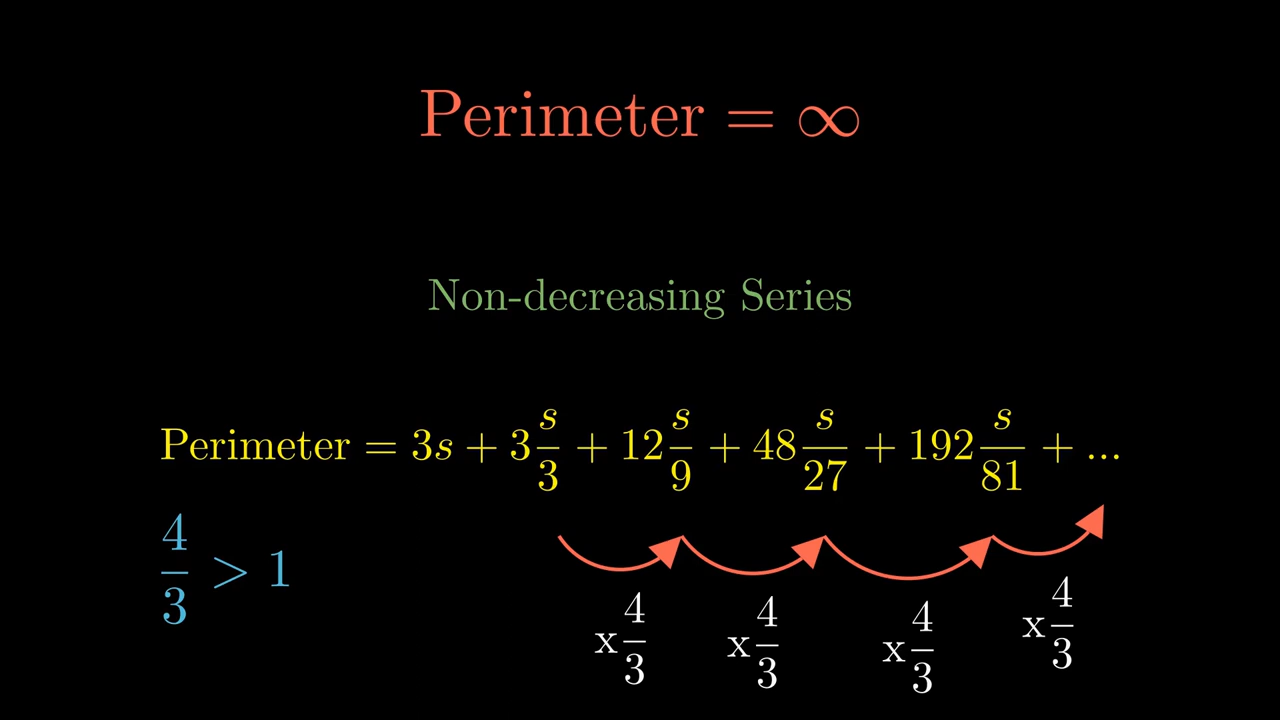 Perimeter = ∞
Non-decreasing Series
Perimeter = 3s + 3 s/3 + 12 s/9 + 48 s/27 + 192 s/81 + ...
4/3 > 1
x 4/3 x 4/3 x 4/3 x 4/3